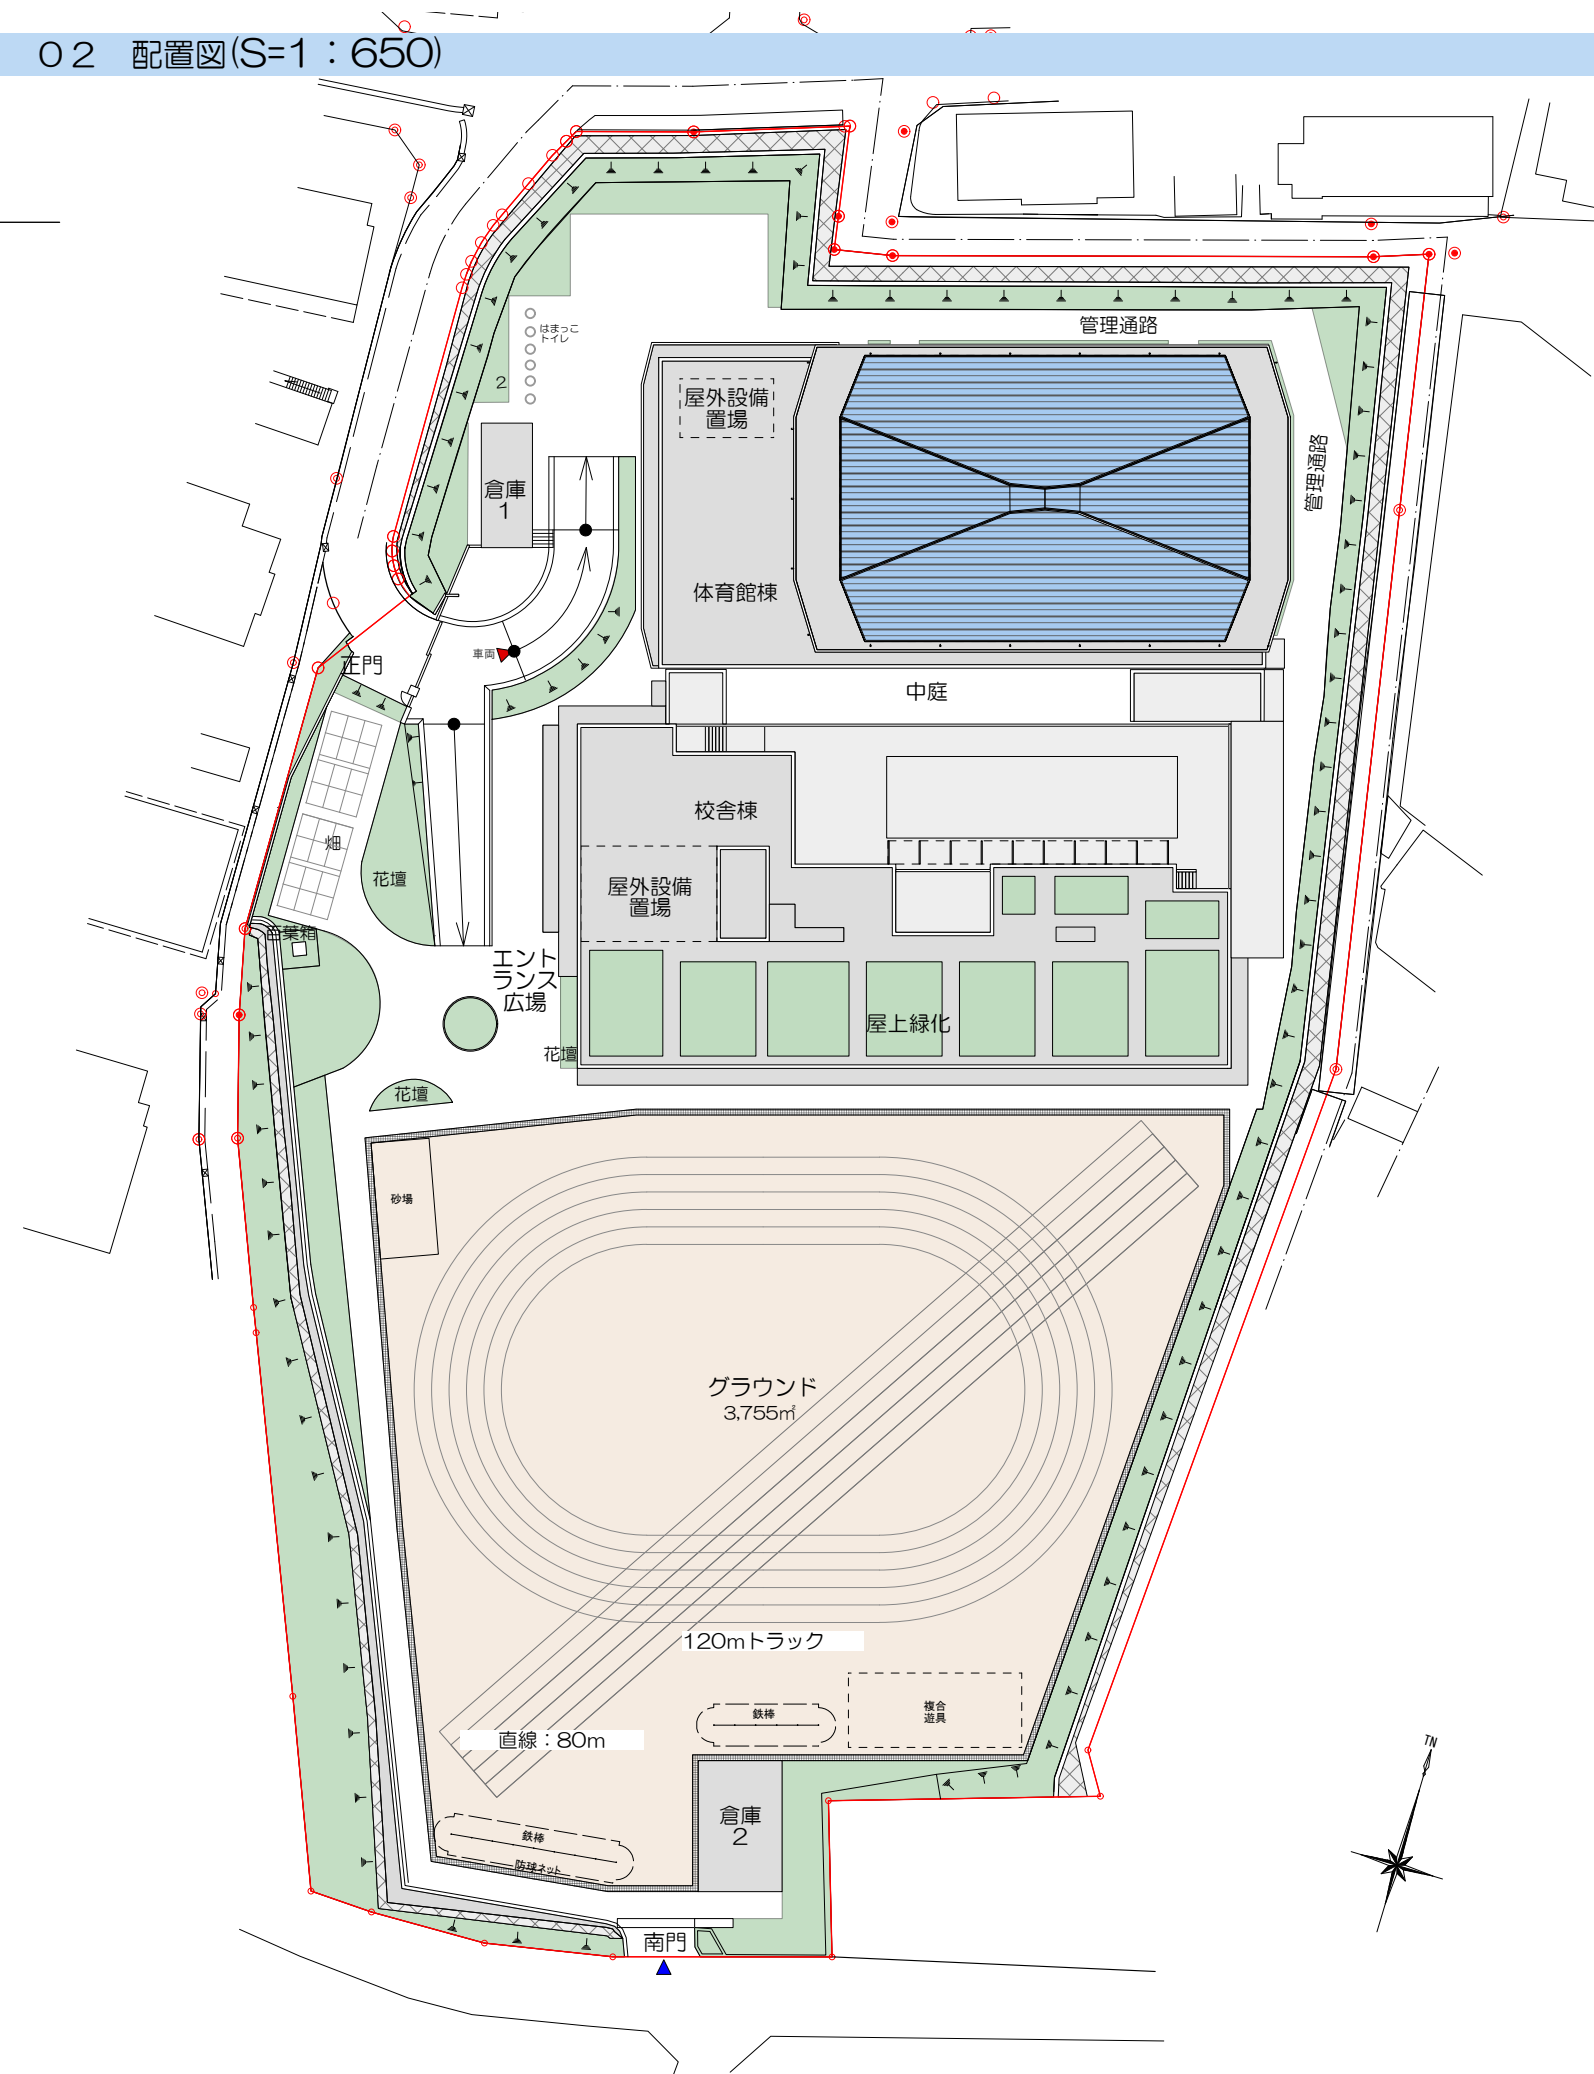 02 配置図(S=1：650)
管理通路
はまっこ
トイレ
2
屋外設備
置場
管理通路
倉庫
1
体育館棟
車両
正門
中庭
校舎棟
畑
花壇
屋外設備
置場
百葉箱
エント
ランス
広場
屋上緑化
花壇
花壇
砂場
グラウンド
3,755㎡
120mトラック
複合
遊具
鉄棒
直線：80m
TN
倉庫
2
鉄棒
防球ネット
南門